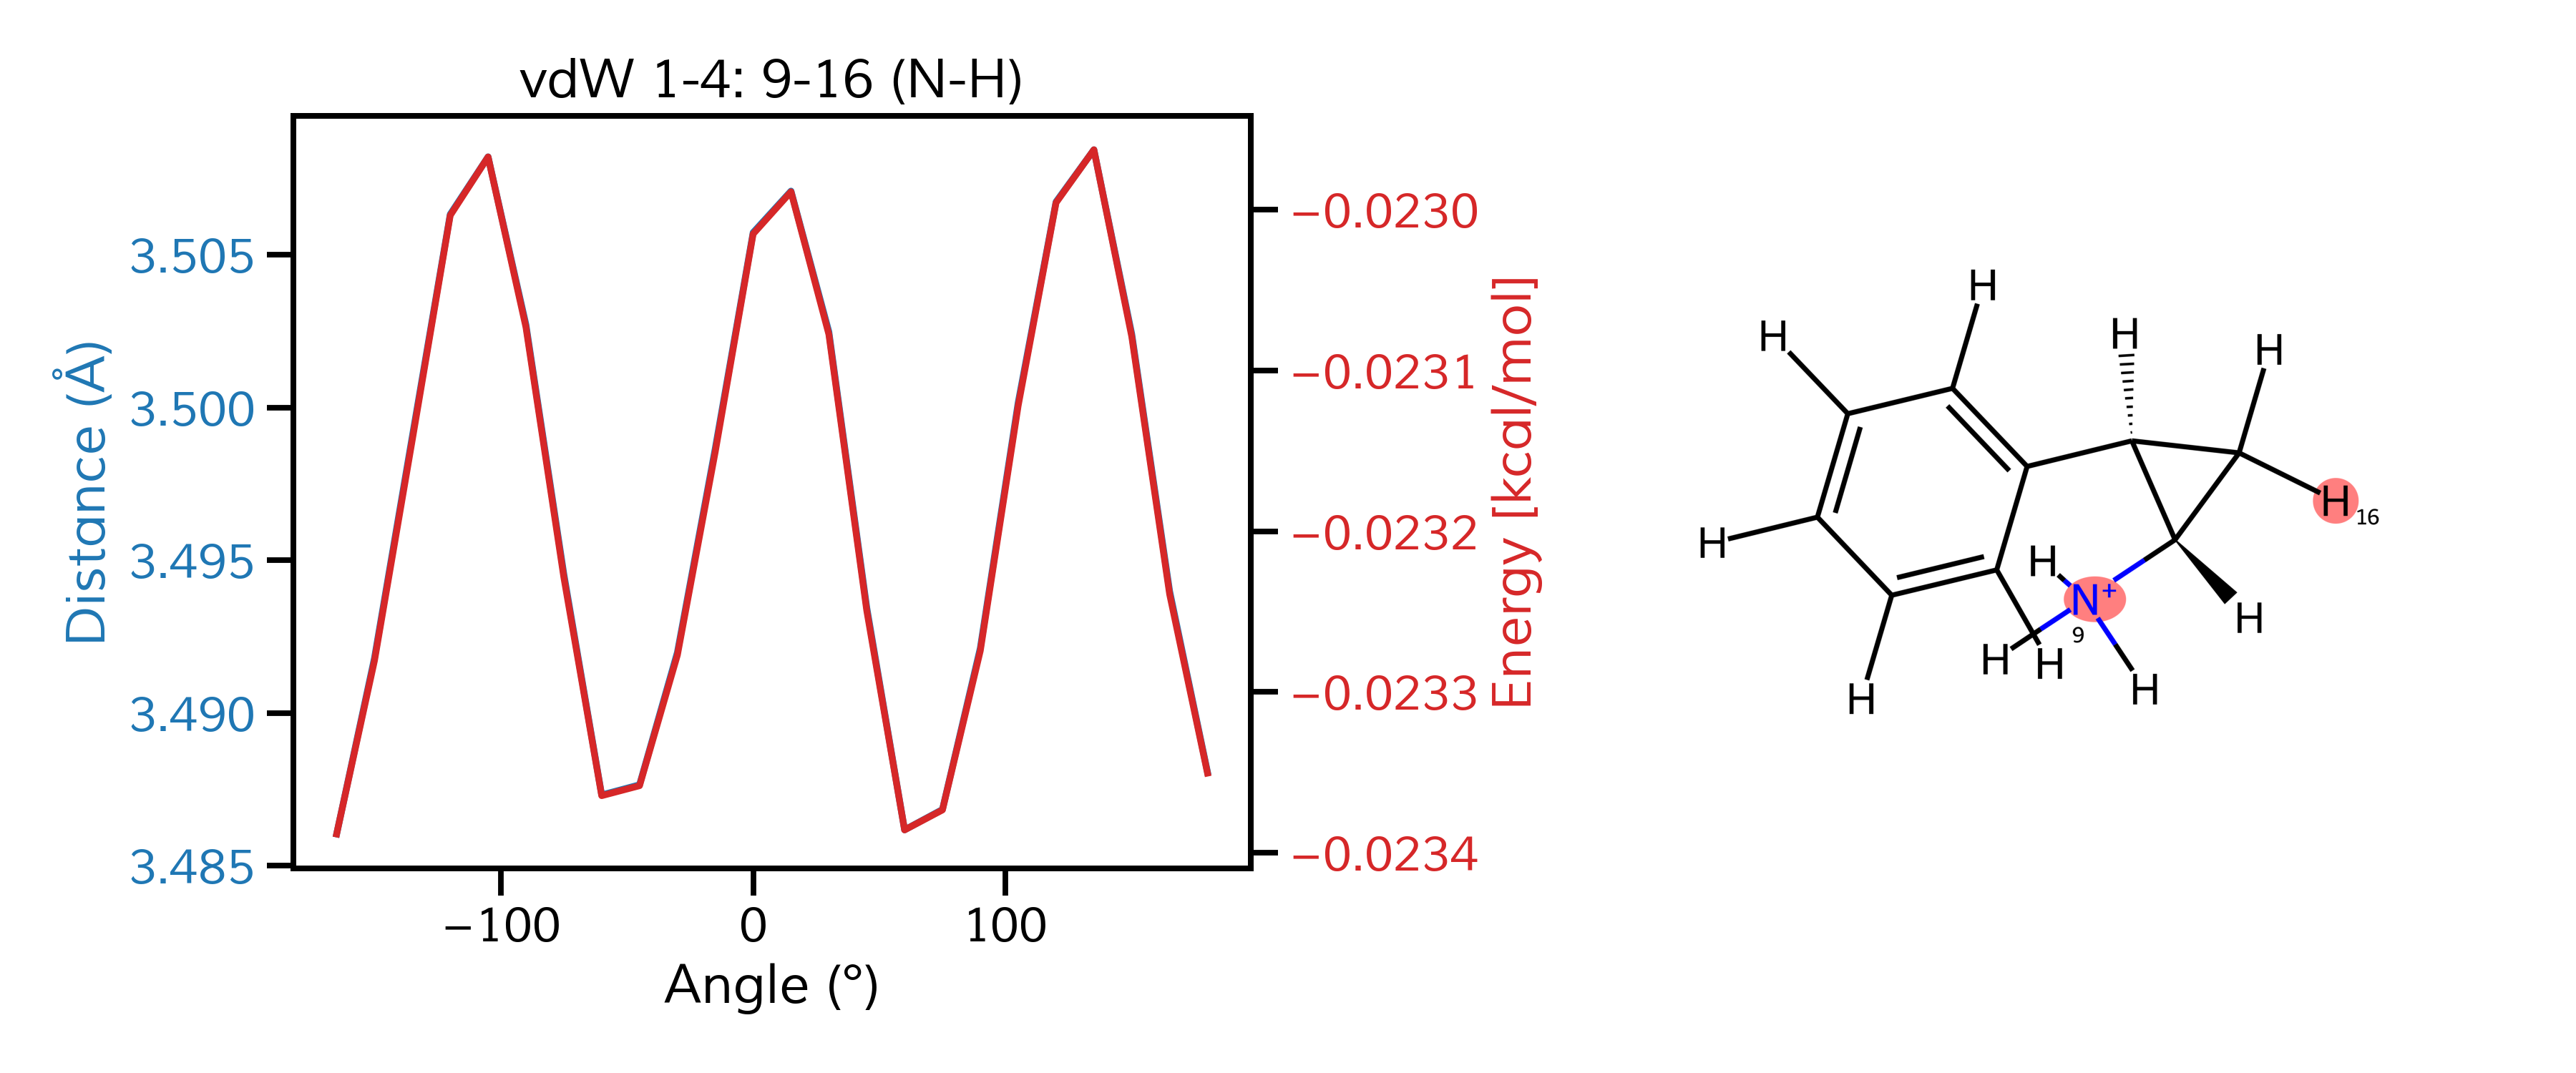 vdW 1-4: 9-16 (N-H)
Distance (Å)
3.505
3.500
3.495
3.490
3.485
−100
0
100
Angle (°)
−0.0230
−0.0231
−0.0232
−0.0233
−0.0234
Energy [kcal/mol]
H
H
H
H
H
16
H
H
N+
9
H
H
H
H
H